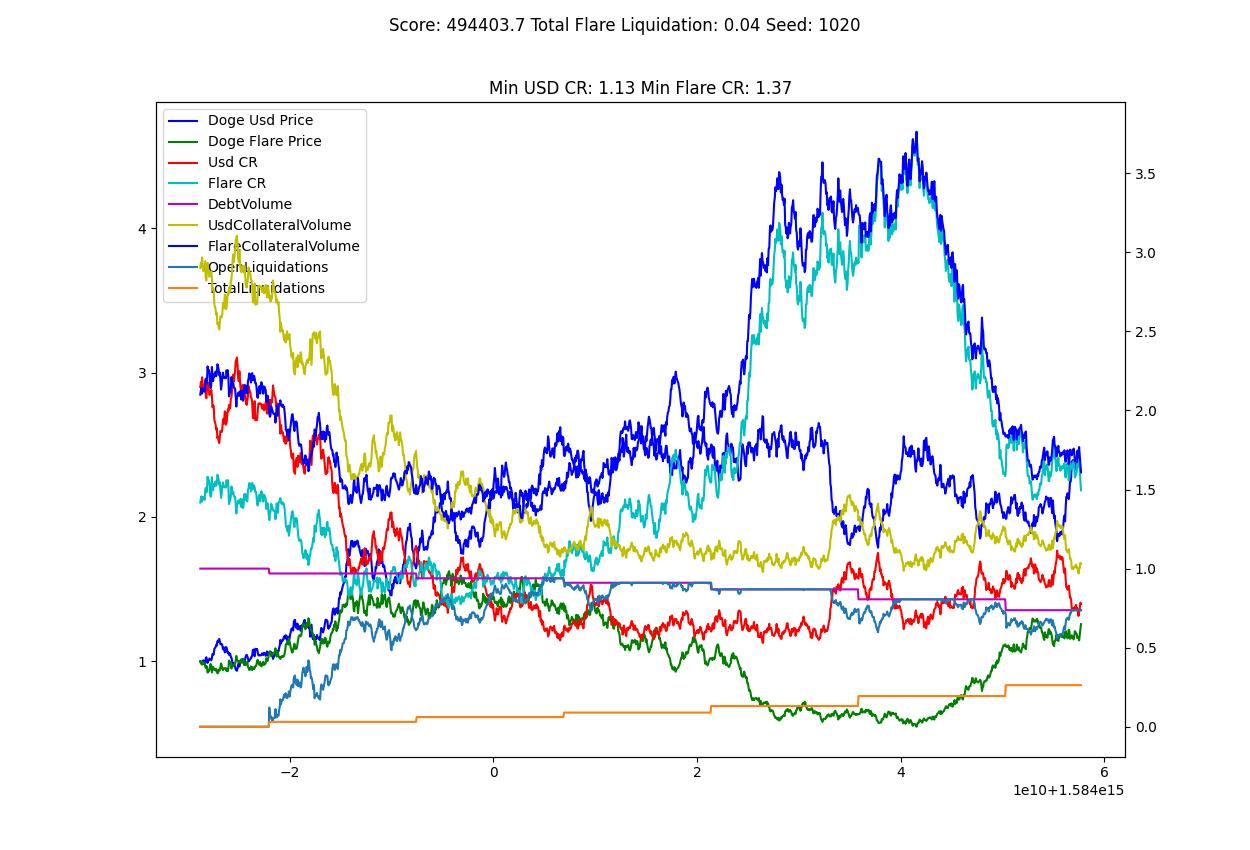 Score: 494403.7 Total Flare Liquidation: 0.04 Seed: 1020
Min USD CR: 1.13 Min Flare CR: 1.37
Doge Usd Price
Doge Flare Price
Usd CR
Flare CR
DebtVolume
UsdCollateralVolume
FlareCollateralVolume
OpenLiquidations
TotalLiquidations
4
3
2
1
3.5
3.0
2.5
2.0
1.5
1.0
0.5
0.0
−2
0
2
4
6
1e10+1.584e15